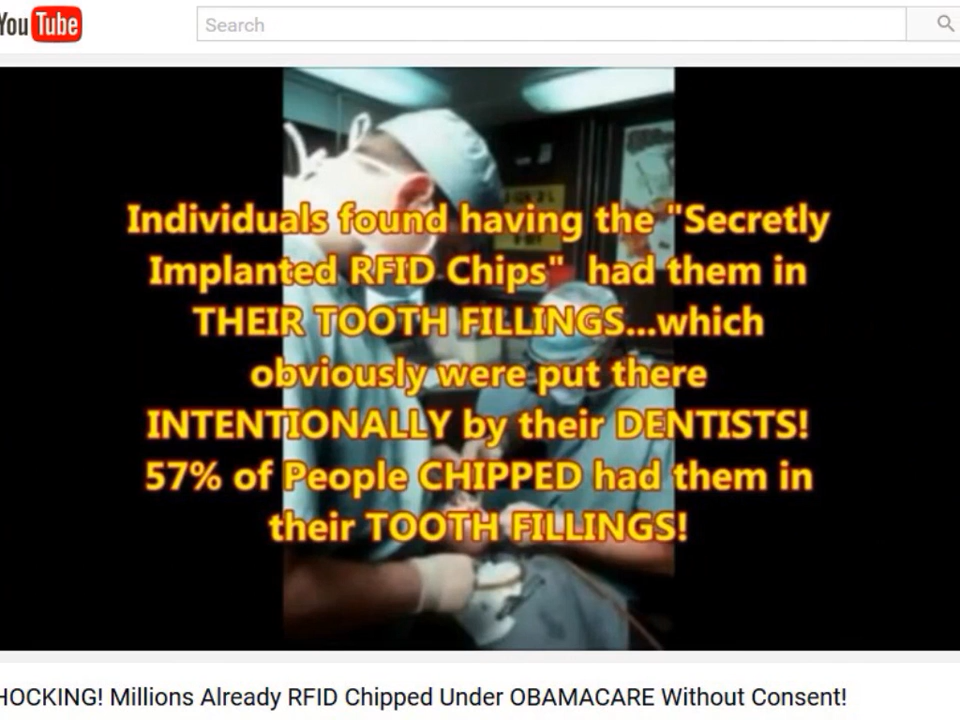 You Tube
Search
Individuals found having the "Secretly
Implanted RFID Chips" had them in
THEIR TOOTH FILLINGS...which
obviously were put there
INTENTIONALLY by their DENTISTS!
57% of People CHIPPED had them in
their TOOTH FILLINGS!
HOCKING! Millions Already RFID Chipped Under OBAMACARE Without Consent!